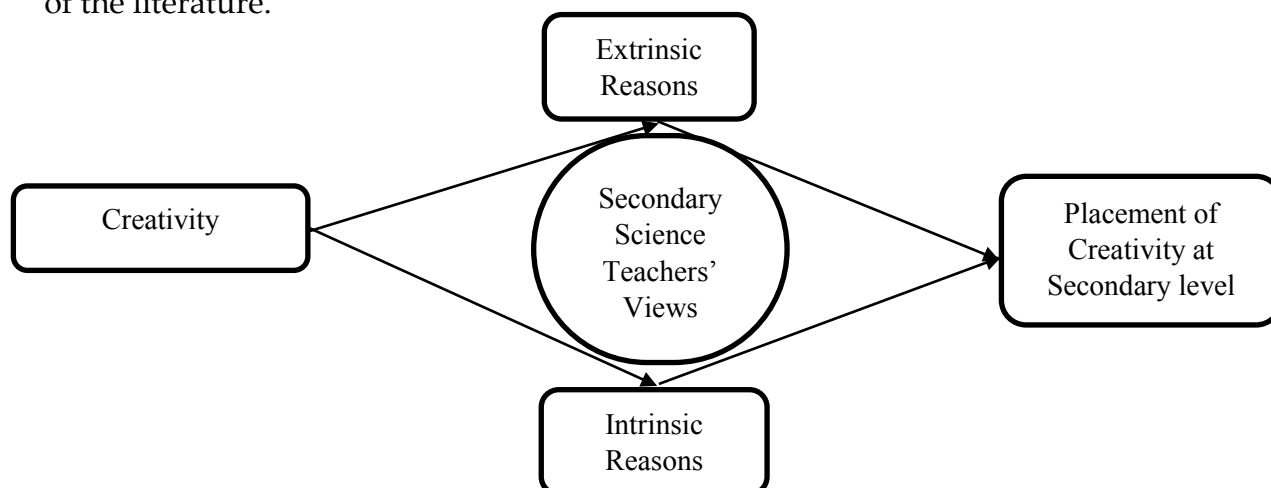 of the literature.
Extrinsic
Reasons
Creativity
Secondary
Science
Teachers’
Views
Placement of
Creativity at
Secondary level
Intrinsic
Reasons